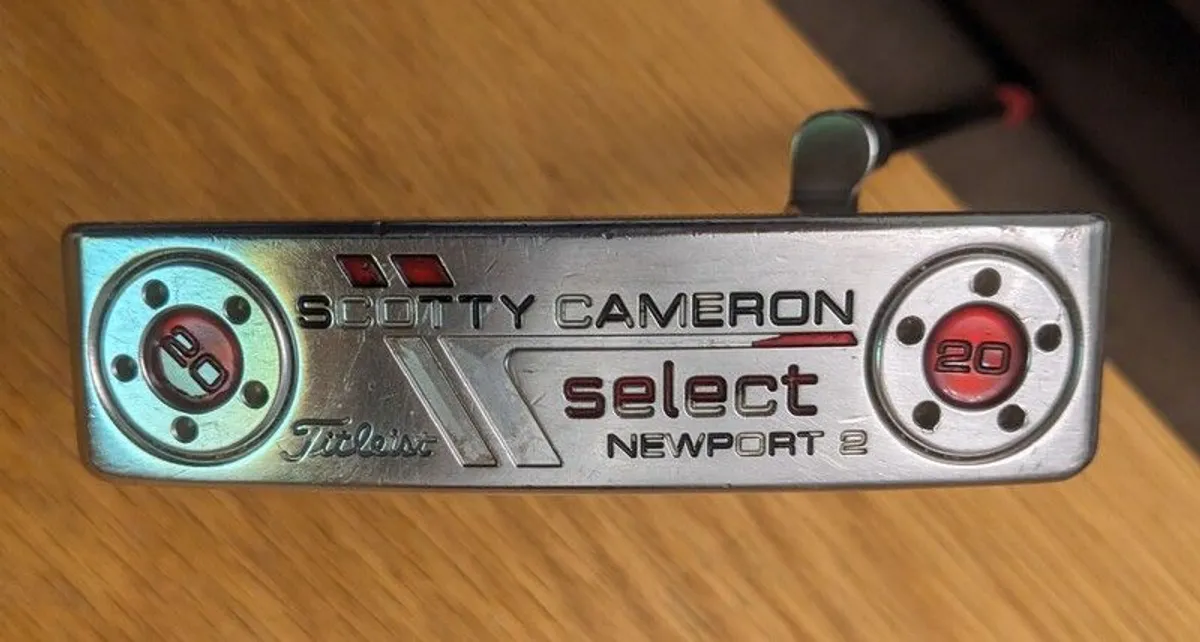 SCOTTY CAMERON
select
Titleist
NEWPORT 2
20
20